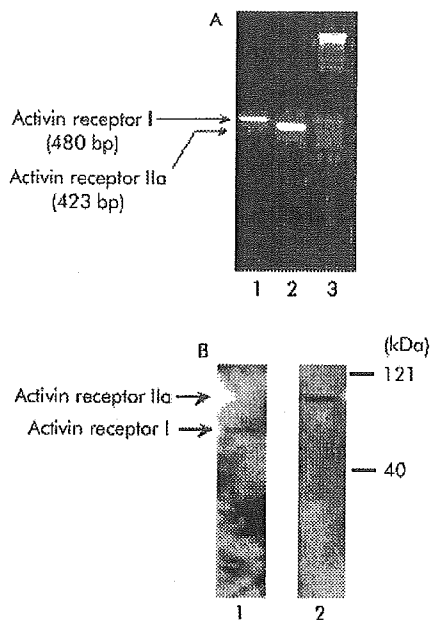 A
Activin receptor I
(480 bp)
Activin receptor IIa
(423 bp)
1 2 3
B
(kDa)
121
Activin receptor IIa
Activin receptor I
40
1 2